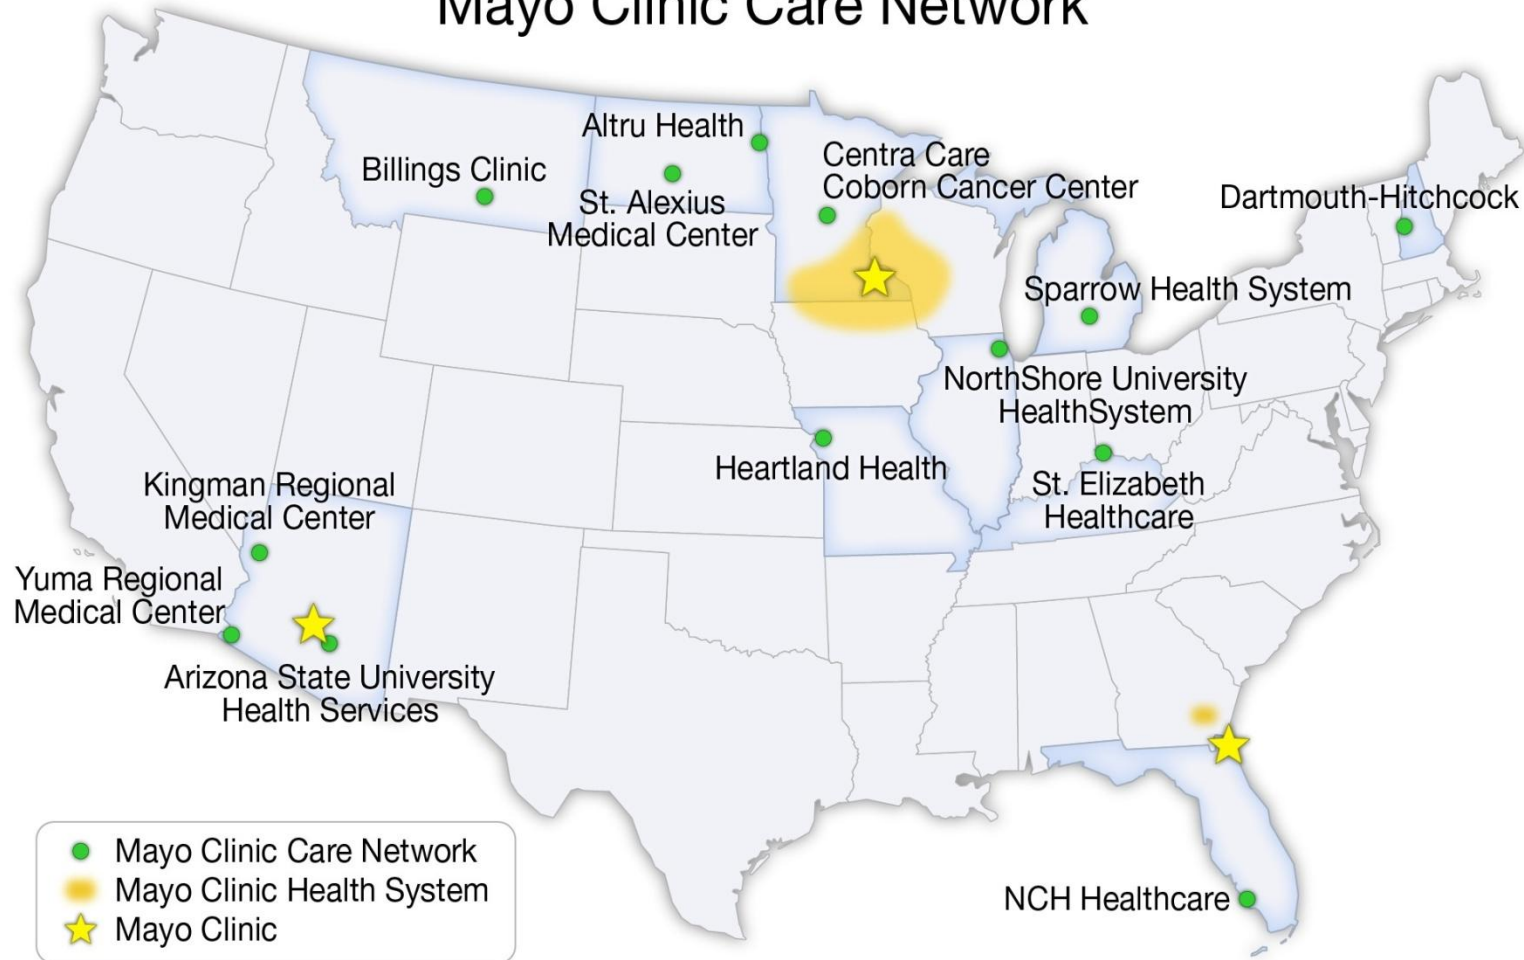 Mayo Clinic Care Network
Altru Health
Centra Care
Coborn Cancer Center
Billings Clinic
St. Alexius
Medical Center
Dartmouth-Hitchcock
Sparrow Health System
NorthShore University
HealthSystem
Heartland Health
St. Elizabeth
Healthcare
Kingman Regional
Medical Center
Yuma Regional
Medical Center
Arizona State University
Health Services
NCH Healthcare
Mayo Clinic Care Network
Mayo Clinic Health System
Mayo Clinic